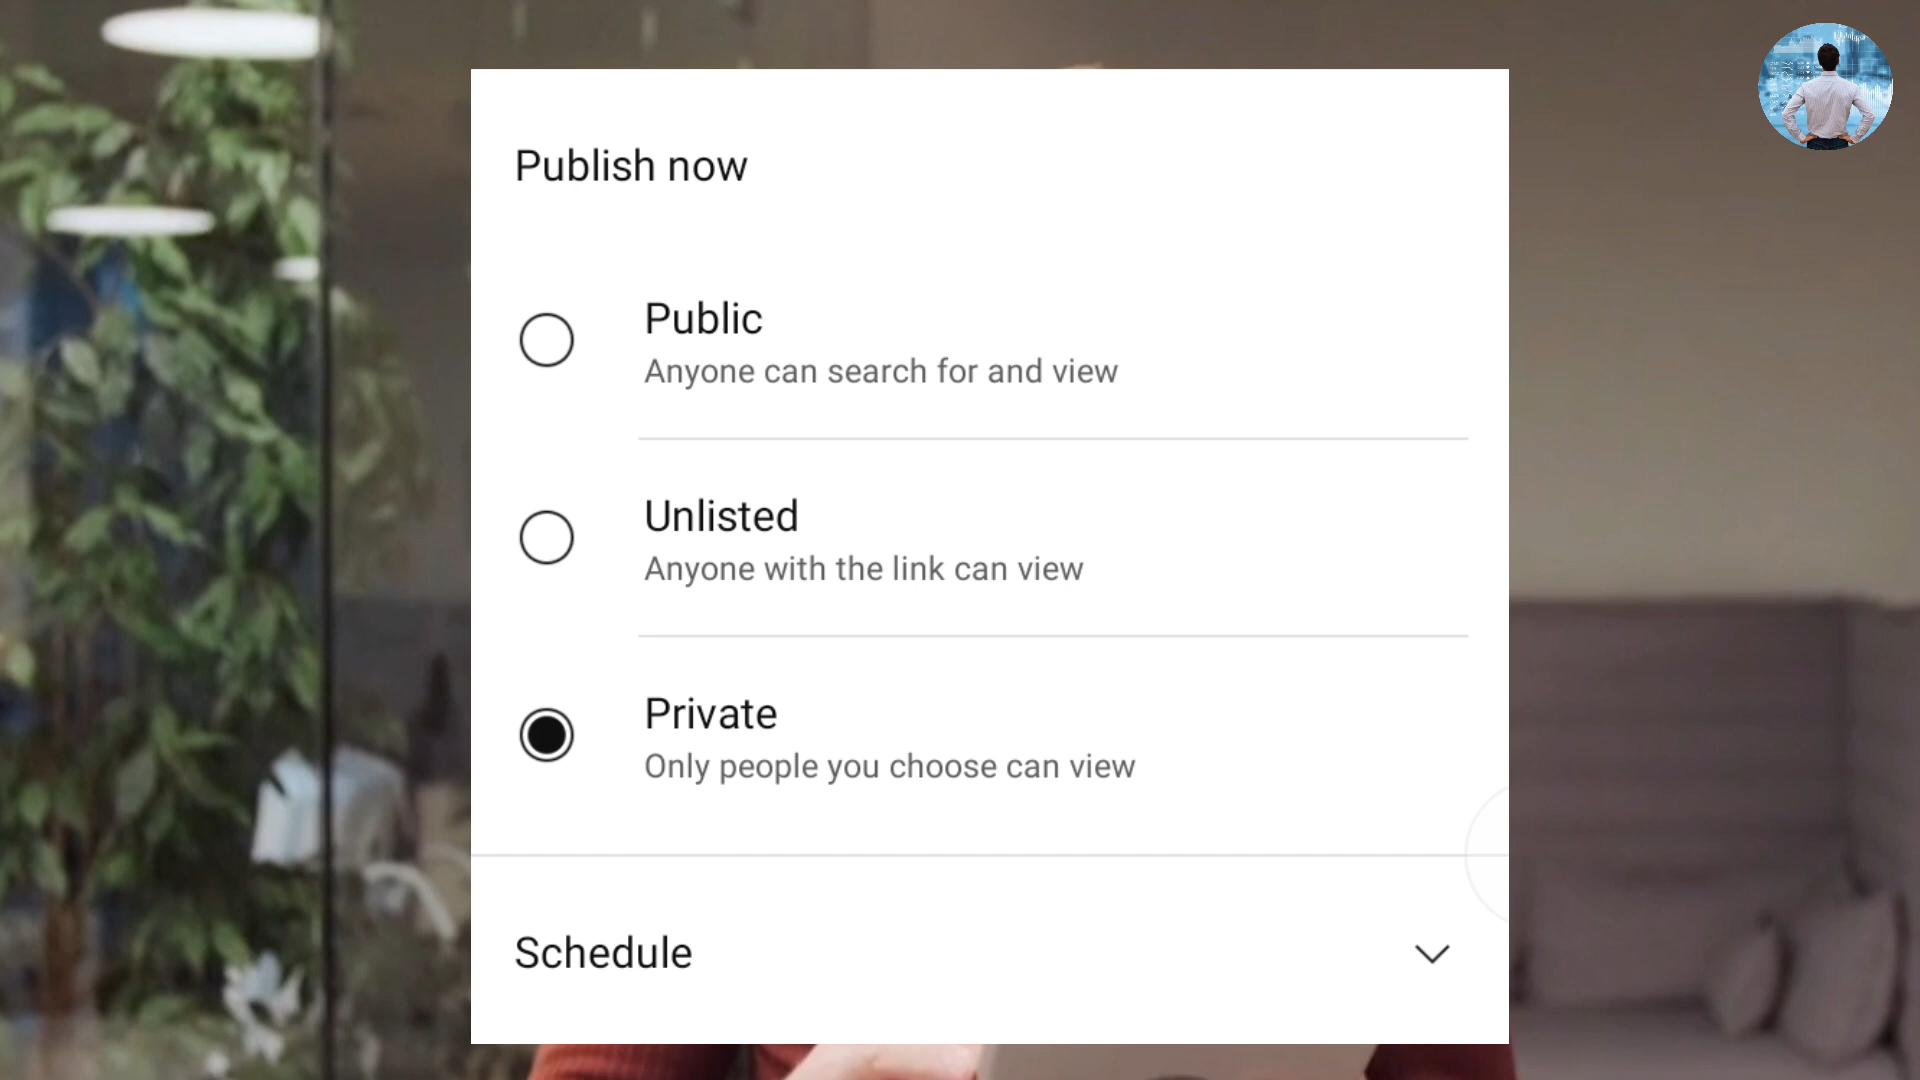 Publish now
Public
Anyone can search for and view
Unlisted
Anyone with the link can view
Private
Only people you choose can view
Schedule